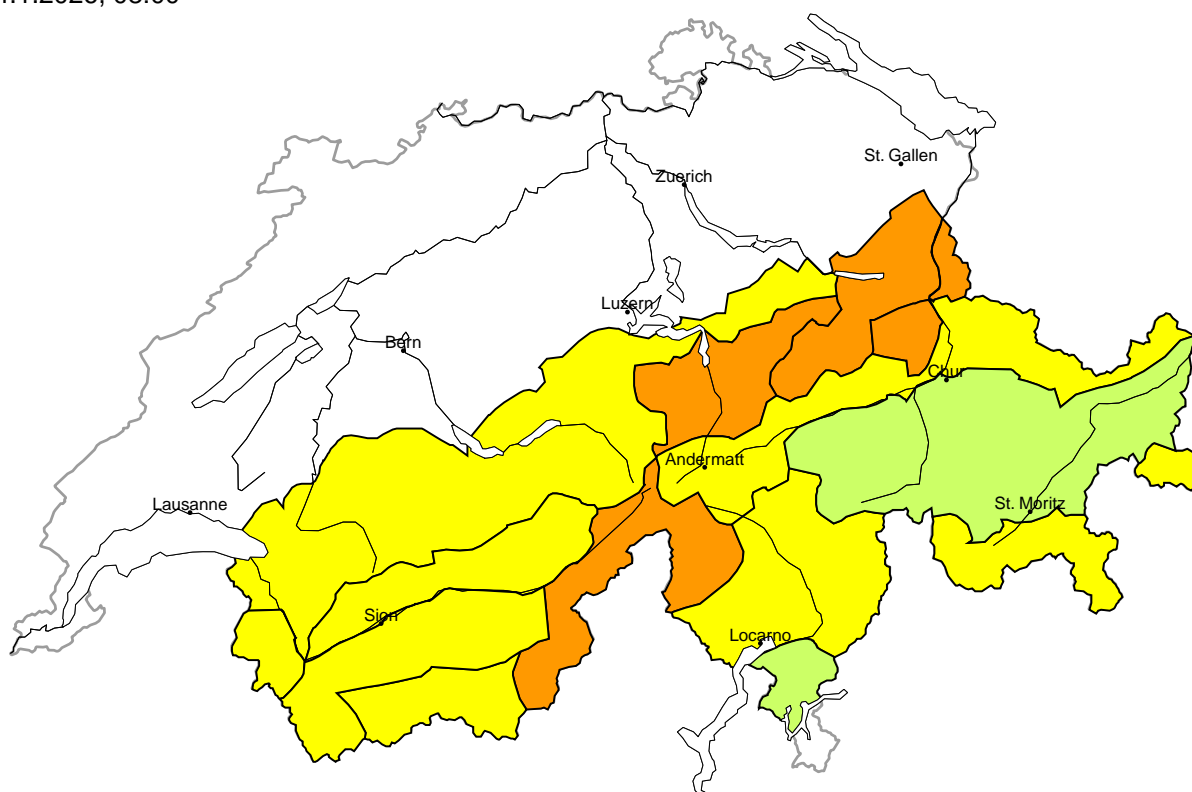 St. Gallen
Zuerich
Luzern
Bern
Chur
Andermatt
Lausanne
St. Moritz
Sion
Locarno